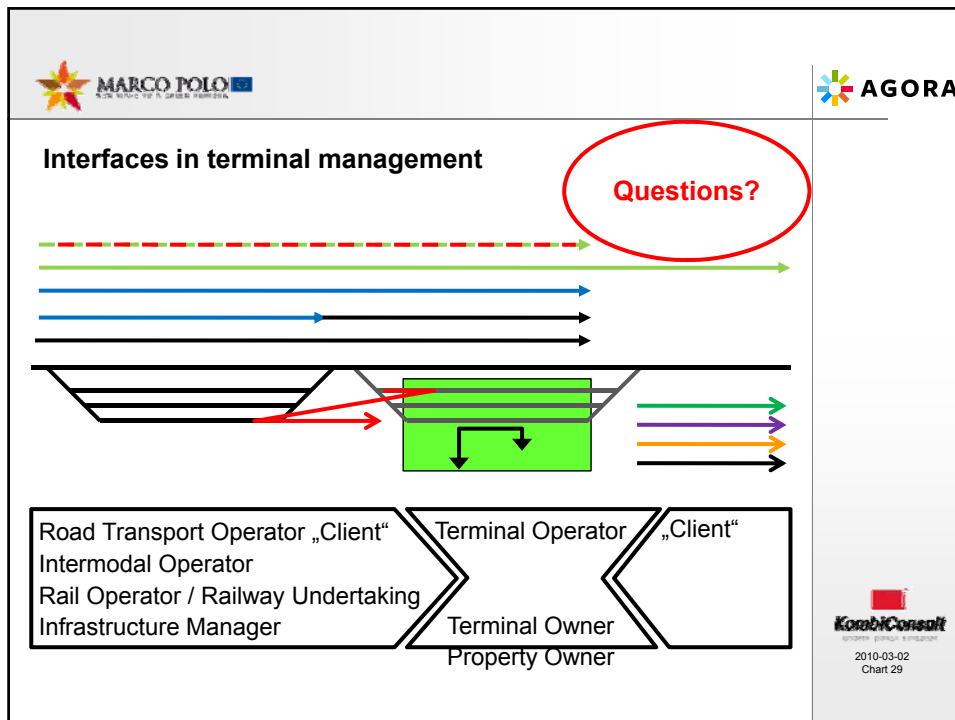 MARCO POLO
AGORA
Interfaces in terminal management
Questions?
Road Transport Operator „Client“
Intermodal Operator
Rail Operator / Railway Undertaking
Infrastructure Manager
Terminal Operator
Terminal Owner
Property Owner
„Client“
KombiConsult
2010-03-02
Chart 29